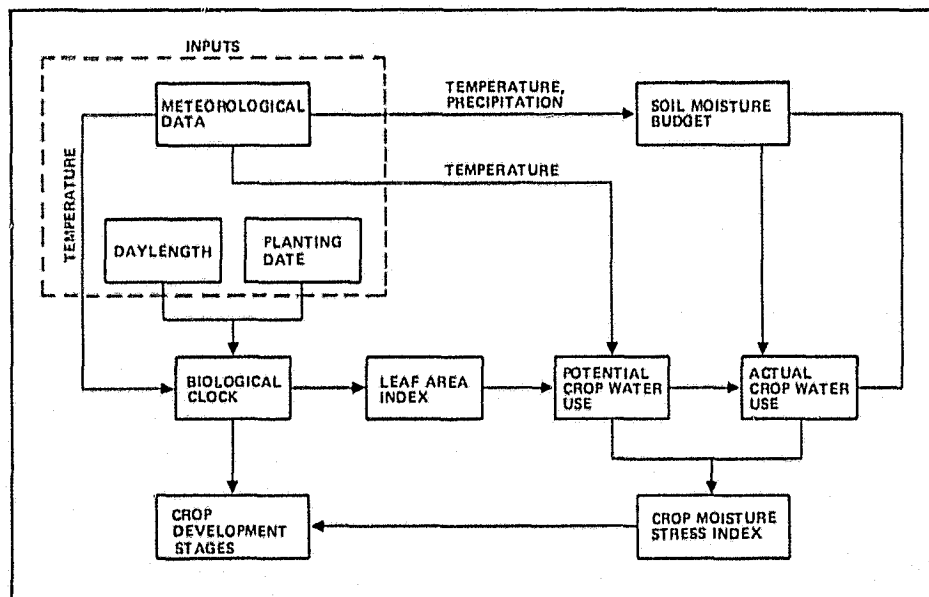 INPUTS
METEOROLOGICAL
DATA
TEMPERATURE,
PRECIPITATION
SOIL MOISTURE
BUDGET
TEMPERATURE
TEMPERATURE
DAYLENGTH
PLANTING
DATE
BIOLOGICAL
CLOCK
LEAF AREA
INDEX
POTENTIAL
CROP WATER
USE
ACTUAL
CROP WATER
USE
CROP
DEVELOPMENT
STAGES
CROP MOISTURE
STRESS INDEX